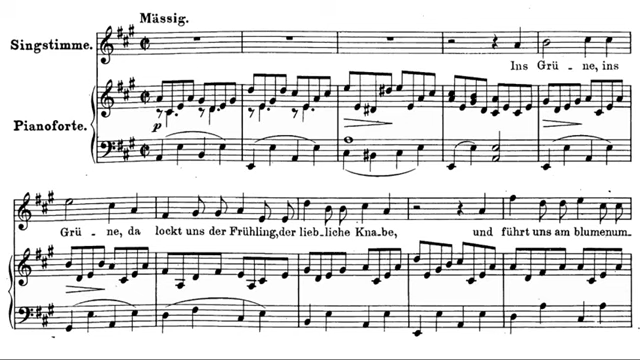 Mässig.
Singstimme.
Ins Grü - ne, ins
p
Pianoforte.
Grü - ne, da lockt uns der Frühling, der lieb-liche Kna-be, und führt uns am blumenum-